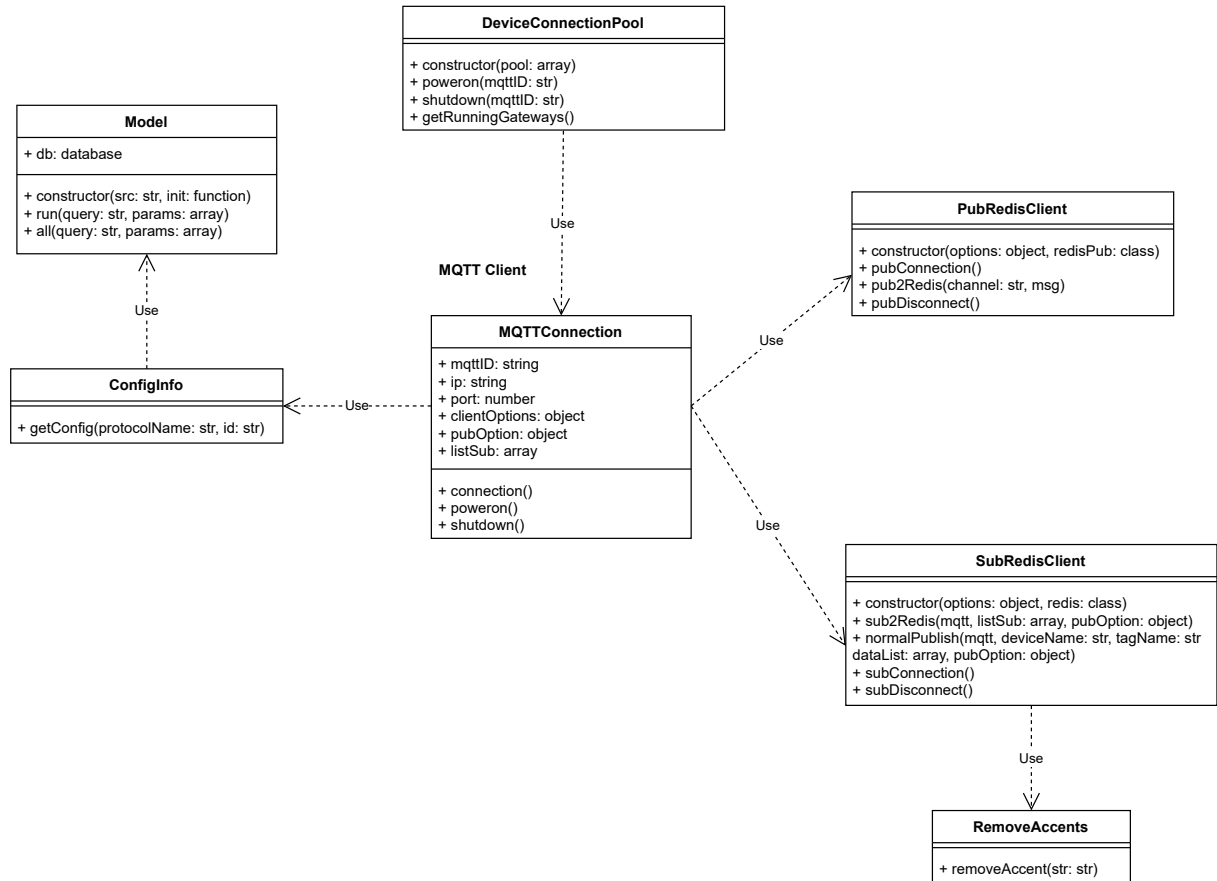 DeviceConnectionPool
+ constructor(pool: array)
+ poweron(mqttID: str)
+ shutdown(mqttID: str)
+ getRunningGateways()
Model
+ db: database
+ constructor(src: str, init: function)
+ run(query: str, params: array)
+ all(query: str, params: array)
Use
PubRedisClient
+ constructor(options: object, redisPub: class)
+ pubConnection()
+ pub2Redis(channel: str, msg)
+ pubDisconnect()
MQTT Client
Use
MQTTConnection
+ mqttID: string
+ ip: string
+ port: number
+ clientOptions: object
+ pubOption: object
+ listSub: array
+ connection()
+ poweron()
+ shutdown()
Use
ConfigInfo
+ getConfig(protocolName: str, id: str)
Use
Use
SubRedisClient
+ constructor(options: object, redis: class)
+ sub2Redis(mqtt, listSub: array, pubOption: object)
+ normalPublish(mqtt, deviceName: str, tagName: str
dataList: array, pubOption: object)
+ subConnection()
+ subDisconnect()
Use
RemoveAccents
+ removeAccent(str: str)